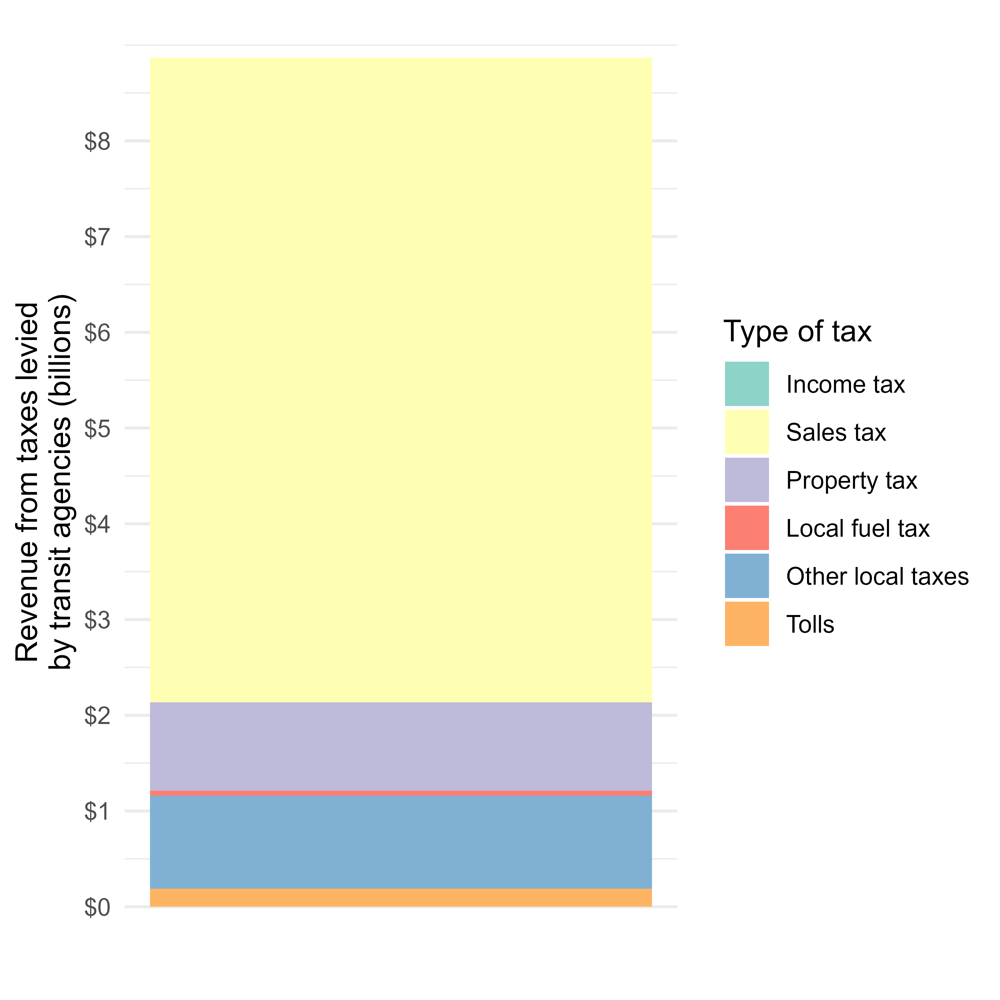 Revenue from taxes levied
by transit agencies (billions)
$8
$7
$6
$5
$4
$3
$2
$1
$0
Type of tax
Income tax
Sales tax
Property tax
Local fuel tax
Other local taxes
Tolls